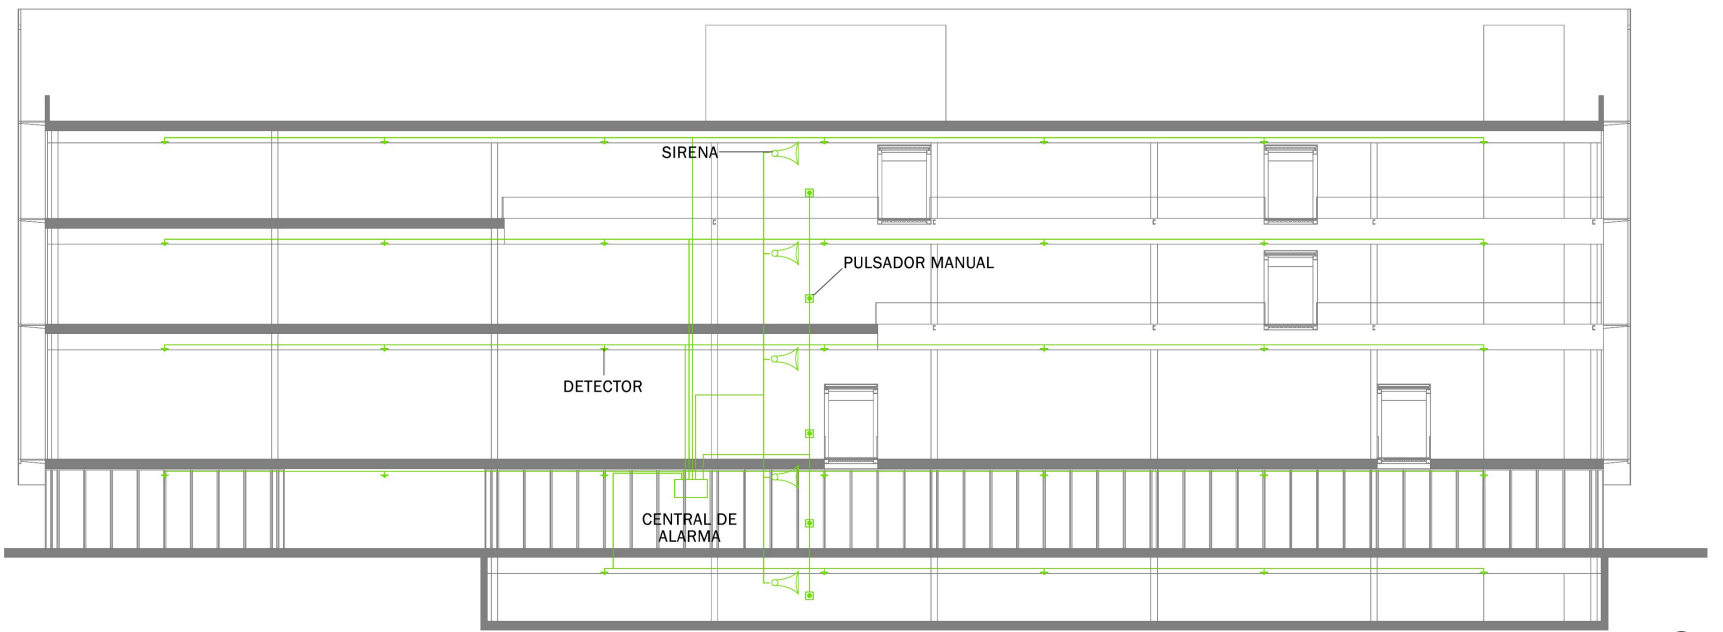 SIRENA
PULSADOR MANUAL
DETECTOR
CENTRAL DE
ALARMA